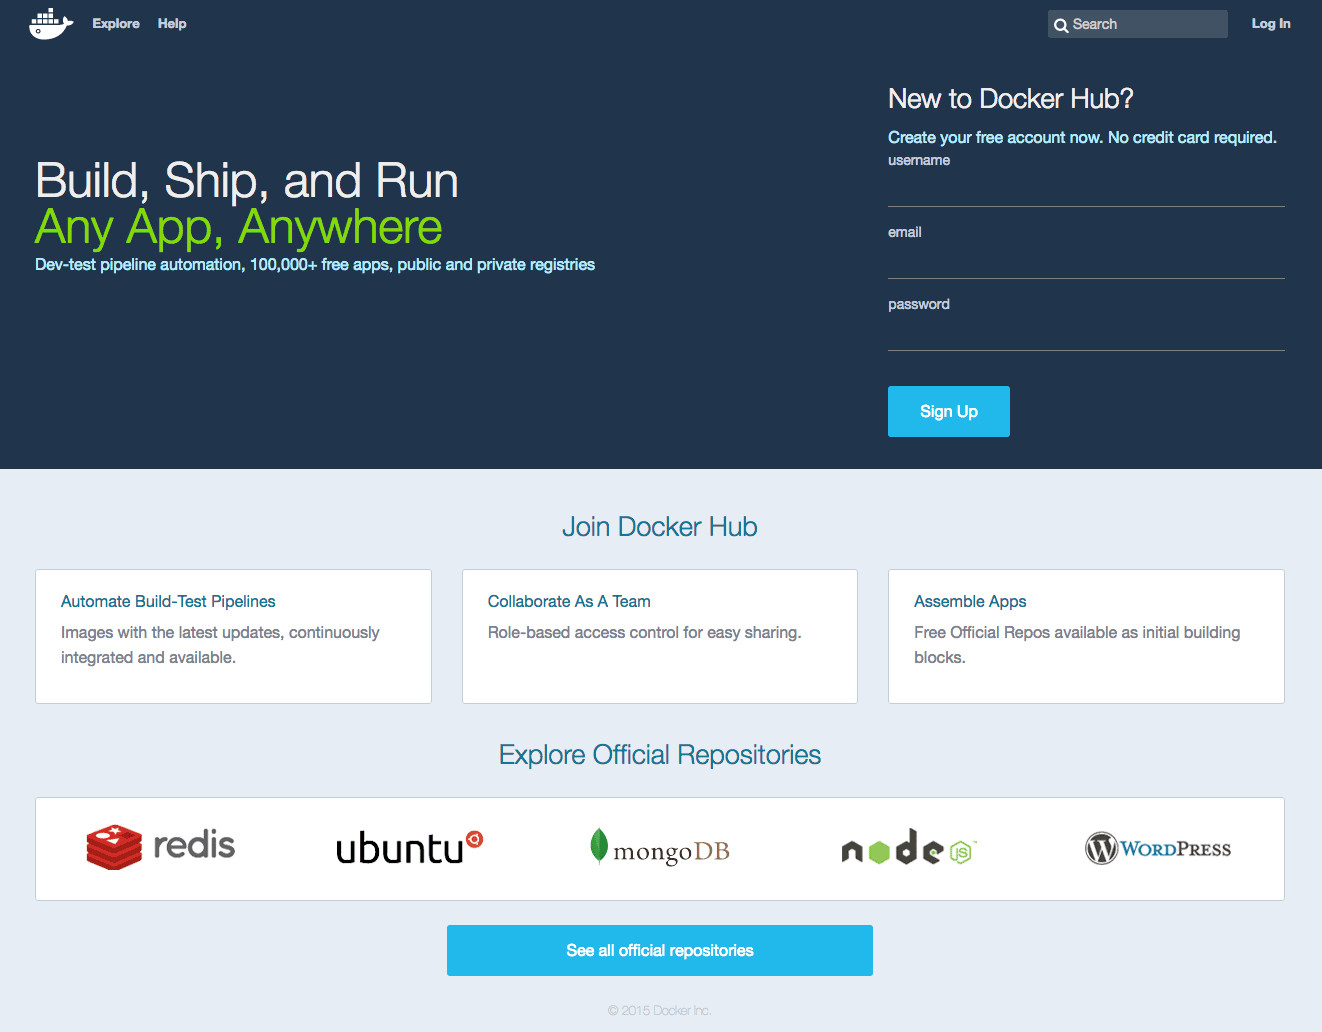 Explore Help Search Log In
New to Docker Hub?
Create your free account now. No credit card required.
username
email
password
Sign Up
Build, Ship, and Run
Any App, Anywhere
Dev-test pipeline automation, 100,000+ free apps, public and private registries
Join Docker Hub
Automate Build-Test Pipelines
Images with the latest updates, continuously
integrated and available.
Collaborate As A Team
Role-based access control for easy sharing.
Assemble Apps
Free Official Repos available as initial building
blocks.
Explore Official Repositories
redis
ubuntu
mongoDB
node JS™
WORDPRESS
See all official repositories
© 2015 Docker Inc.